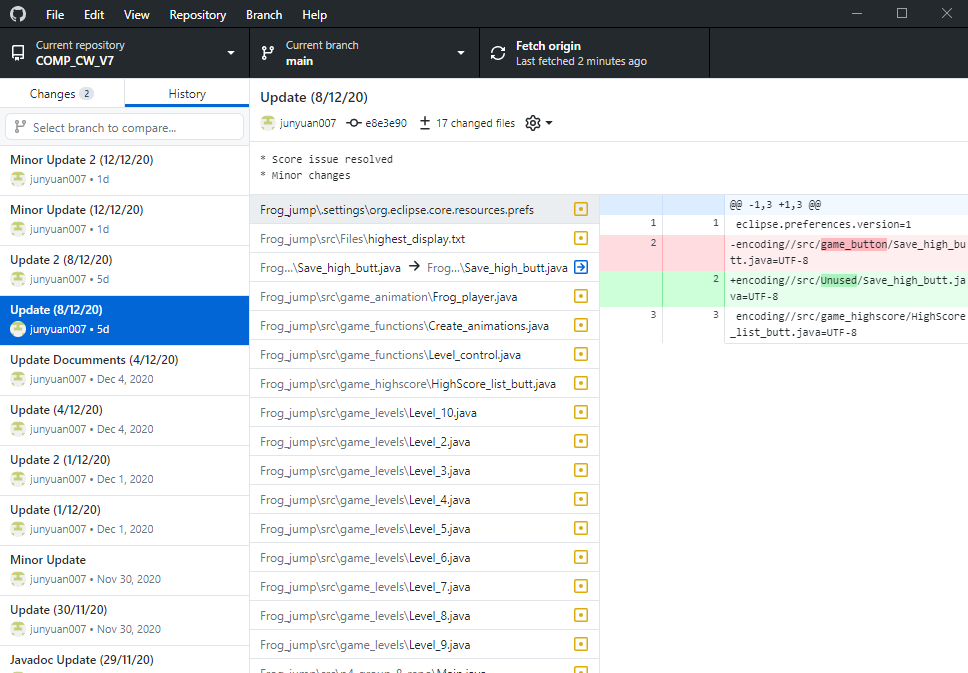 File Edit View Repository Branch Help
Current repository
COMP_CW_V7
Current branch
main
Fetch origin
Last fetched 2 minutes ago
Changes 2
History
Select branch to compare...
Minor Update 2 (12/12/20)
junyuan007 • 1d
Minor Update (12/12/20)
junyuan007 • 1d
Update 2 (8/12/20)
junyuan007 • 5d
Update (8/12/20)
junyuan007 • 5d
Update Documments (4/12/20)
junyuan007 • Dec 4, 2020
Update (4/12/20)
junyuan007 • Dec 4, 2020
Update 2 (1/12/20)
junyuan007 • Dec 1, 2020
Update (1/12/20)
junyuan007 • Dec 1, 2020
Minor Update
junyuan007 • Nov 30, 2020
Update (30/11/20)
junyuan007 • Nov 30, 2020
Javadoc Update (29/11/20)
Update (8/12/20)
junyuan007 e8e3e90 17 changed files
* Score issue resolved
* Minor changes
Frog_jump\.settings\org.eclipse.core.resources.prefs
Frog_jump\src\Files\highest_display.txt
Frog...\Save_high_butt.java → Frog...\Save_high_butt.java
Frog_jump\src\game_animation\Frog_player.java
Frog_jump\src\game_functions\Create_animations.java
Frog_jump\src\game_functions\Level_control.java
Frog_jump\src\game_highscore\HighScore_list_butt.java
Frog_jump\src\game_levels\Level_10.java
Frog_jump\src\game_levels\Level_2.java
Frog_jump\src\game_levels\Level_3.java
Frog_jump\src\game_levels\Level_4.java
Frog_jump\src\game_levels\Level_5.java
Frog_jump\src\game_levels\Level_6.java
Frog_jump\src\game_levels\Level_7.java
Frog_jump\src\game_levels\Level_8.java
Frog_jump\src\game_levels\Level_9.java
@@ -1,3 +1,3 @@
1 1 eclipse.preferences.version=1
2 -encoding//src/game_button/Save_high_bu
tt.java=UTF-8
2 +encoding//src/Unused/Save_high_butt.ja
va=UTF-8
3 3 encoding//src/game_highscore/HighScore
_list_butt.java=UTF-8